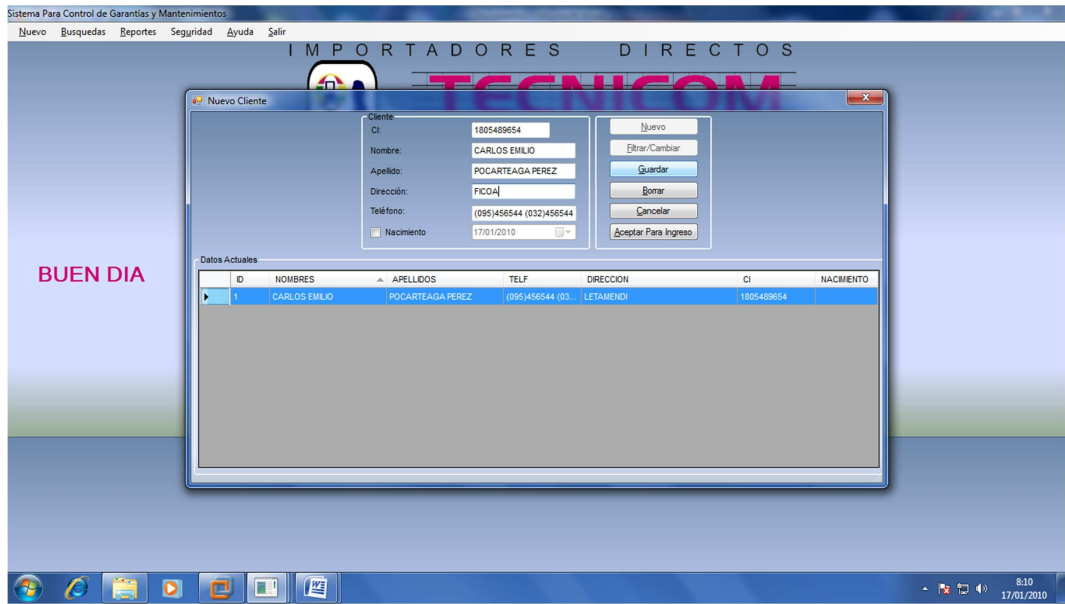 Sistema Para Control de Garantías y Mantenimientos
Nuevo Busquedas Reportes Seguridad Ayuda Salir
IMPORTADORES DIRECTOS
TECNICOM
Nuevo Cliente
Cliente
CI: 1805489654
Nombre: CARLOS EMILIO
Apellido: POCARTEAGA PEREZ
Dirección: FICOA
Teléfono: (095)456544 (032)456544
Nacimiento 17/01/2010
Nuevo
Filtrar/Cambiar
Guardar
Borrar
Cancelar
Aceptar Para Ingreso
BUEN DIA
Datos Actuales
ID NOMBRES APELLIDOS TELF DIRECCION CI NACIMIENTO
1 CARLOS EMILIO POCARTEAGA PEREZ (095)456544 (03... LETAMENDI 1805489654
8:10
17/01/2010